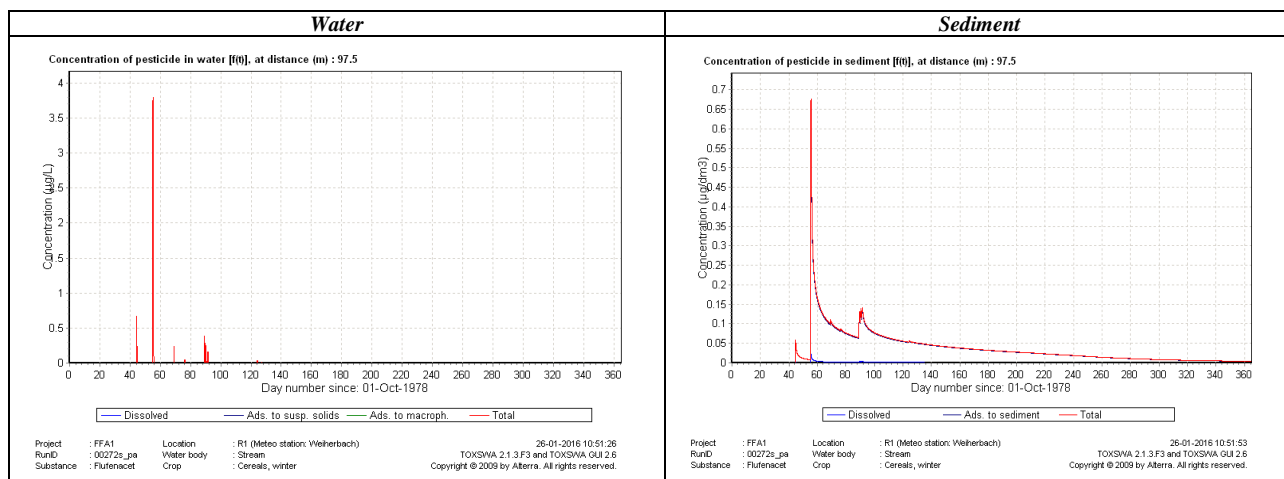 Water
Sediment
Concentration of pesticide in water [f(t)], at distance (m) : 97.5
Concentration (µg/L)
4
3.5
3
2.5
2
1.5
1
0.5
0
0 20 40 60 80 100 120 140 160 180 200 220 240 260 280 300 320 340 360
Day number since: 01-Oct-1978
Dissolved Ads. to susp. solids Ads. to macroph. Total
Project : FFA1 Location : R1 (Meteo station: Weiherbach) 26-01-2016 10:51:26
RunID : 00272s_pa Water body : Stream TOXSWA 2.1.3.F3 and TOXSWA GUI 2.6
Substance : Flufenacet Crop : Cereals, winter Copyright © 2009 by Alterra. All rights reserved.
Concentration of pesticide in sediment [f(t)], at distance (m) : 97.5
Concentration (µg/dm3)
0.7
0.65
0.6
0.55
0.5
0.45
0.4
0.35
0.3
0.25
0.2
0.15
0.1
0.05
0
0 20 40 60 80 100 120 140 160 180 200 220 240 260 280 300 320 340 360
Day number since: 01-Oct-1978
Dissolved Ads. to sediment Total
Project : FFA1 Location : R1 (Meteo station: Weiherbach) 26-01-2016 10:51:53
RunID : 00272s_pa Water body : Stream TOXSWA 2.1.3.F3 and TOXSWA GUI 2.6
Substance : Flufenacet Crop : Cereals, winter Copyright © 2009 by Alterra. All rights reserved.